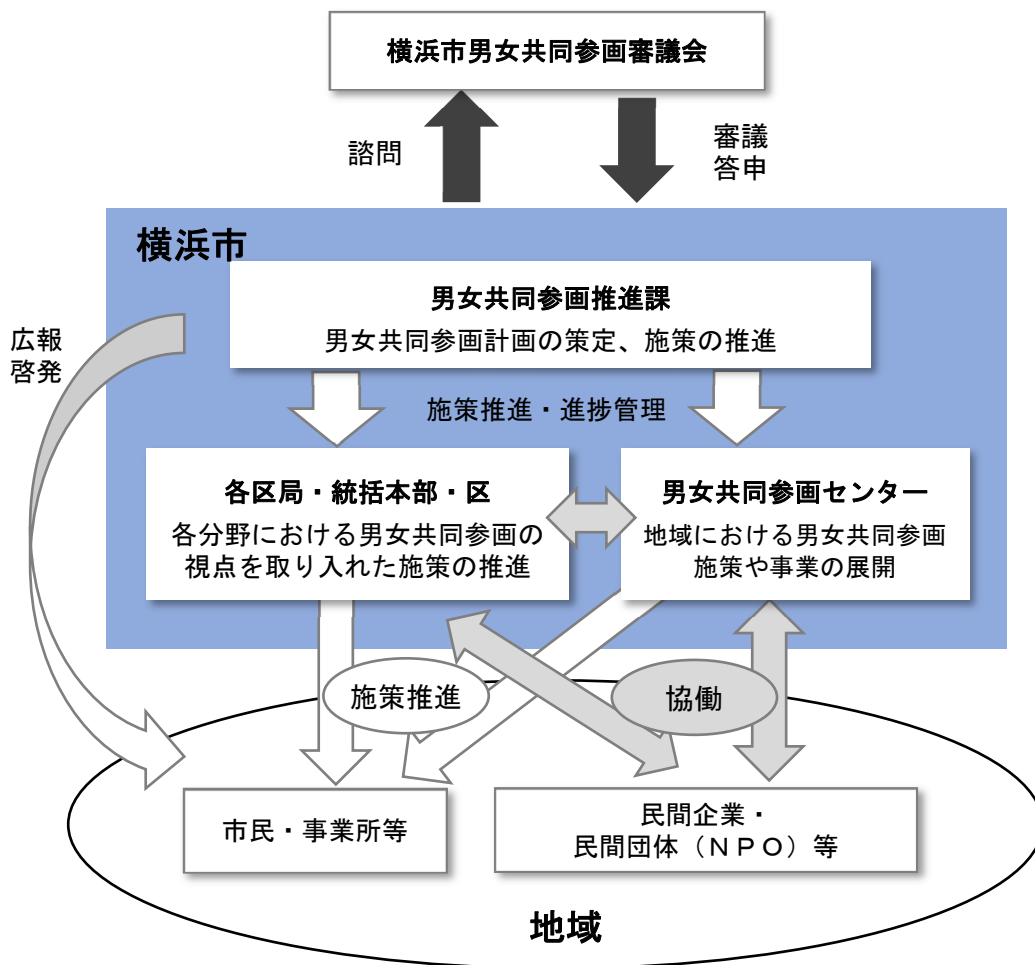 横浜市男女共同参画審議会
諮問
審議
答申
横浜市
男女共同参画推進課
男女共同参画計画の策定、施策の推進
広報
啓発
施策推進・進捗管理
各区局・統括本部・区
各分野における男女共同参画の
視点を取り入れた施策の推進
男女共同参画センター
地域における男女共同参画
施策や事業の展開
施策推進
協働
市民・事業所等
民間企業・
民間団体（ＮＰＯ）等
地域